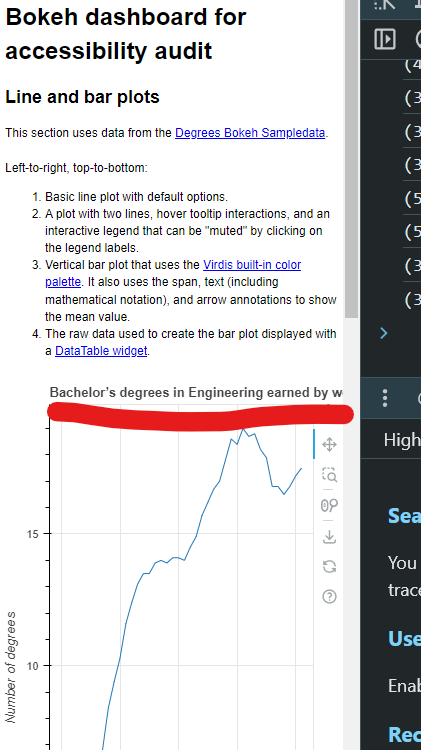 Bokeh dashboard for
accessibility audit
Line and bar plots
This section uses data from the Degrees Bokeh Sampledata.
Left-to-right, top-to-bottom:
1. Basic line plot with default options.
2. A plot with two lines, hover tooltip interactions, and an
interactive legend that can be "muted" by clicking on
the legend labels.
3. Vertical bar plot that uses the Virdis built-in color
palette. It also uses the span, text (including
mathematical notation), and arrow annotations to show
the mean value.
4. The raw data used to create the bar plot displayed with
a DataTable widget.
Bachelor's degrees in Engineering earned by w
15
10
Number of degrees
(4
(3
(3
(3
(5
(5
(3
(3
High
Sea
You
trace
Use
Enab
Rec